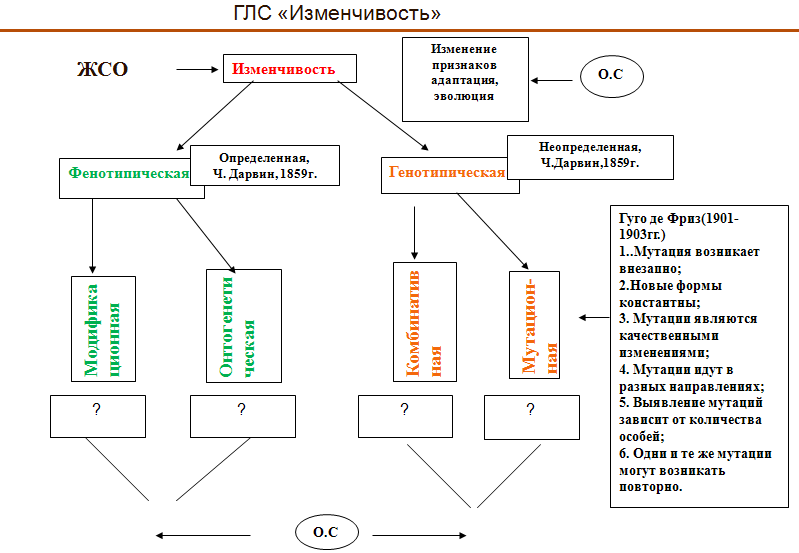 ГЛС «Изменчивость»
ЖСО
Изменчивость
Изменение
признаков
адаптация,
эволюция
О.С
Фенотипическая
Определенная,
Ч. Дарвин,1859г.
Генотипическая
Неопределенная,
Ч.Дарвин,1859г.
Модифика
ционная
Онтогенети
ческая
Комбинатив
ная
Мутацион-
ная
Гуго де Фриз(1901-
1903гг.)
1..Мутация возникает
внезапно;
2.Новые формы
константны;
3. Мутации являются
качественными
изменениями;
4. Мутации идут в
разных направлениях;
5. Выявление мутаций
зависит от количества
особей;
6. Одни и те же мутации
могут возникать
повторно.
?
?
?
?
О.С